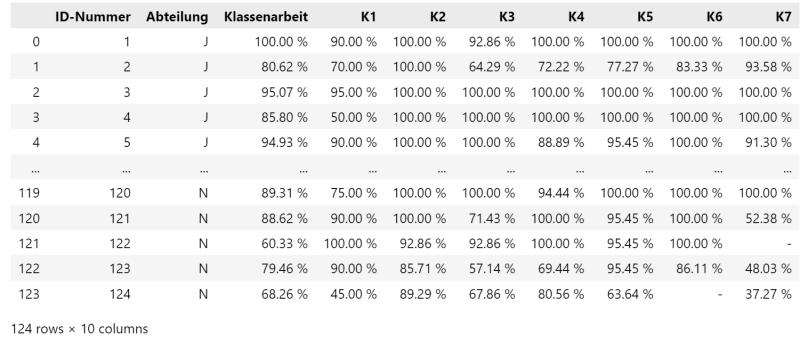 ID-Nummer Abteilung Klassenarbeit K1 K2 K3 K4 K5 K6 K7
0 1 J 100.00 % 90.00 % 100.00 % 92.86 % 100.00 % 100.00 % 100.00 % 100.00 %
1 2 J 80.62 % 70.00 % 100.00 % 64.29 % 72.22 % 77.27 % 83.33 % 93.58 %
2 3 J 95.07 % 95.00 % 100.00 % 100.00 % 100.00 % 100.00 % 100.00 % 100.00 %
3 4 J 85.80 % 50.00 % 100.00 % 100.00 % 100.00 % 100.00 % 100.00 % 100.00 %
4 5 J 94.93 % 90.00 % 100.00 % 100.00 % 88.89 % 95.45 % 100.00 % 91.30 %
... ... ... ... ... ... ... ... ... ... ...
119 120 N 89.31 % 75.00 % 100.00 % 100.00 % 94.44 % 100.00 % 100.00 % 100.00 %
120 121 N 88.62 % 90.00 % 100.00 % 71.43 % 100.00 % 95.45 % 100.00 % 52.38 %
121 122 N 60.33 % 100.00 % 92.86 % 92.86 % 100.00 % 95.45 % 100.00 % -
122 123 N 79.46 % 90.00 % 85.71 % 57.14 % 69.44 % 95.45 % 86.11 % 48.03 %
123 124 N 68.26 % 45.00 % 89.29 % 67.86 % 80.56 % 63.64 % - 37.27 %
124 rows × 10 columns